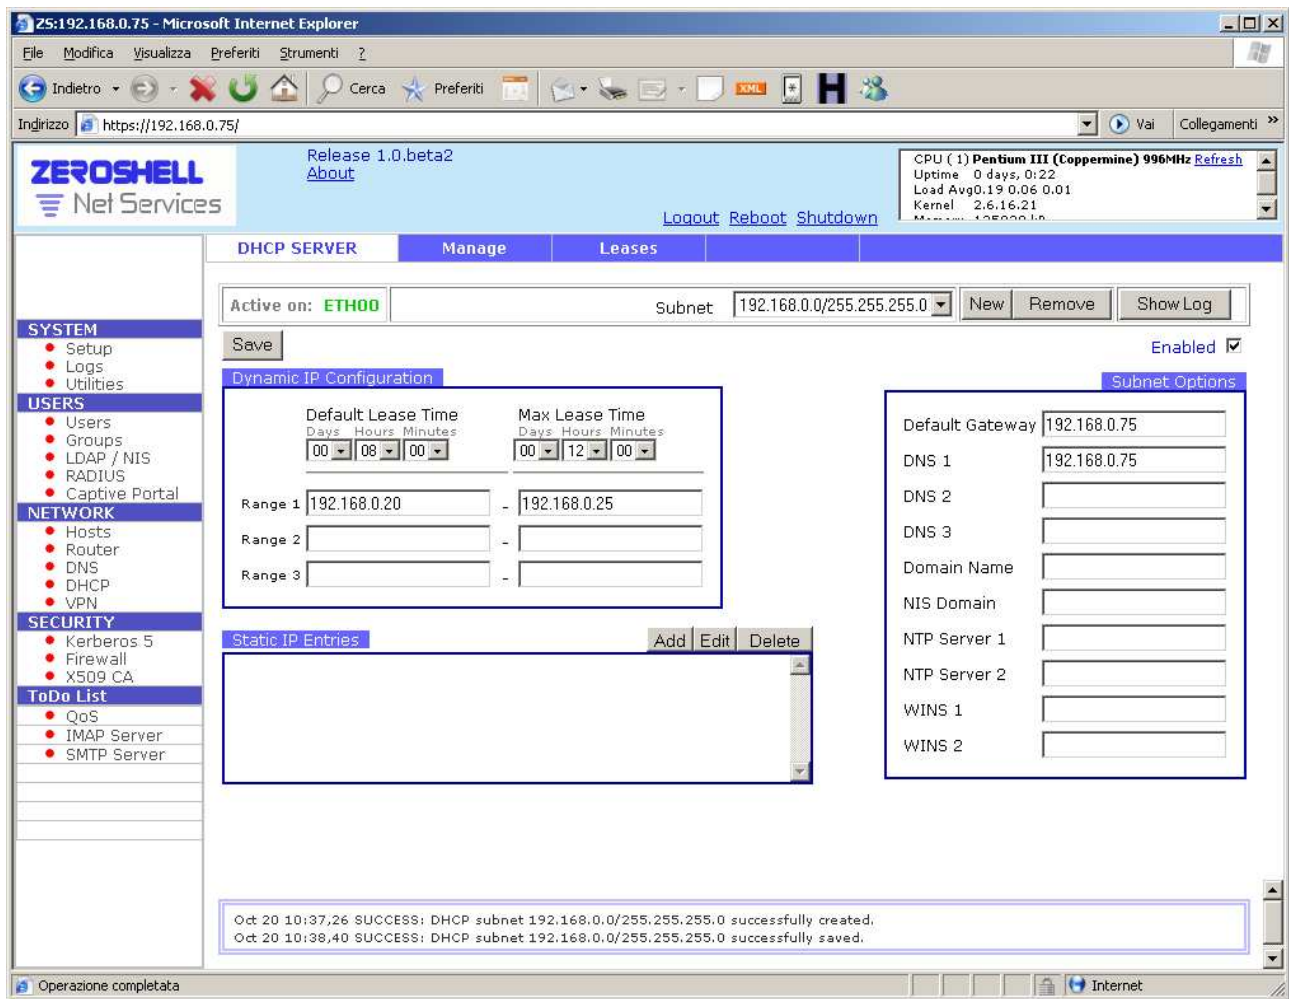 ZS:192.168.0.75 - Microsoft Internet Explorer
File Modifica Visualizza Preferiti Strumenti ?
Indietro Cerca Preferiti XML H
Indirizzo https://192.168.0.75/ Vai Collegamenti »
ZEROSHELL
Net Services
Release 1.0.beta2
About
Logout Reboot Shutdown
CPU ( 1) Pentium III (Coppermine) 996MHz Refresh
Uptime 0 days, 0:22
Load Avg0.19 0.06 0.01
Kernel 2.6.16.21
DHCP SERVER Manage Leases
Active on: ETH00 Subnet 192.168.0.0/255.255.255.0 New Remove Show Log
Save Enabled
SYSTEM
Setup
Logs
Utilities
USERS
Users
Groups
LDAP / NIS
RADIUS
Captive Portal
NETWORK
Hosts
Router
DNS
DHCP
VPN
SECURITY
Kerberos 5
Firewall
X509 CA
ToDo List
QoS
IMAP Server
SMTP Server
Dynamic IP Configuration
Default Lease Time Max Lease Time
Days Hours Minutes Days Hours Minutes
00 08 00 00 12 00
Range 1 192.168.0.20 - 192.168.0.25
Range 2 -
Range 3 -
Static IP Entries Add Edit Delete
Subnet Options
Default Gateway 192.168.0.75
DNS 1 192.168.0.75
DNS 2
DNS 3
Domain Name
NIS Domain
NTP Server 1
NTP Server 2
WINS 1
WINS 2
Oct 20 10:37,26 SUCCESS: DHCP subnet 192.168.0.0/255.255.255.0 successfully created.
Oct 20 10:38,40 SUCCESS: DHCP subnet 192.168.0.0/255.255.255.0 successfully saved.
Operazione completata Internet